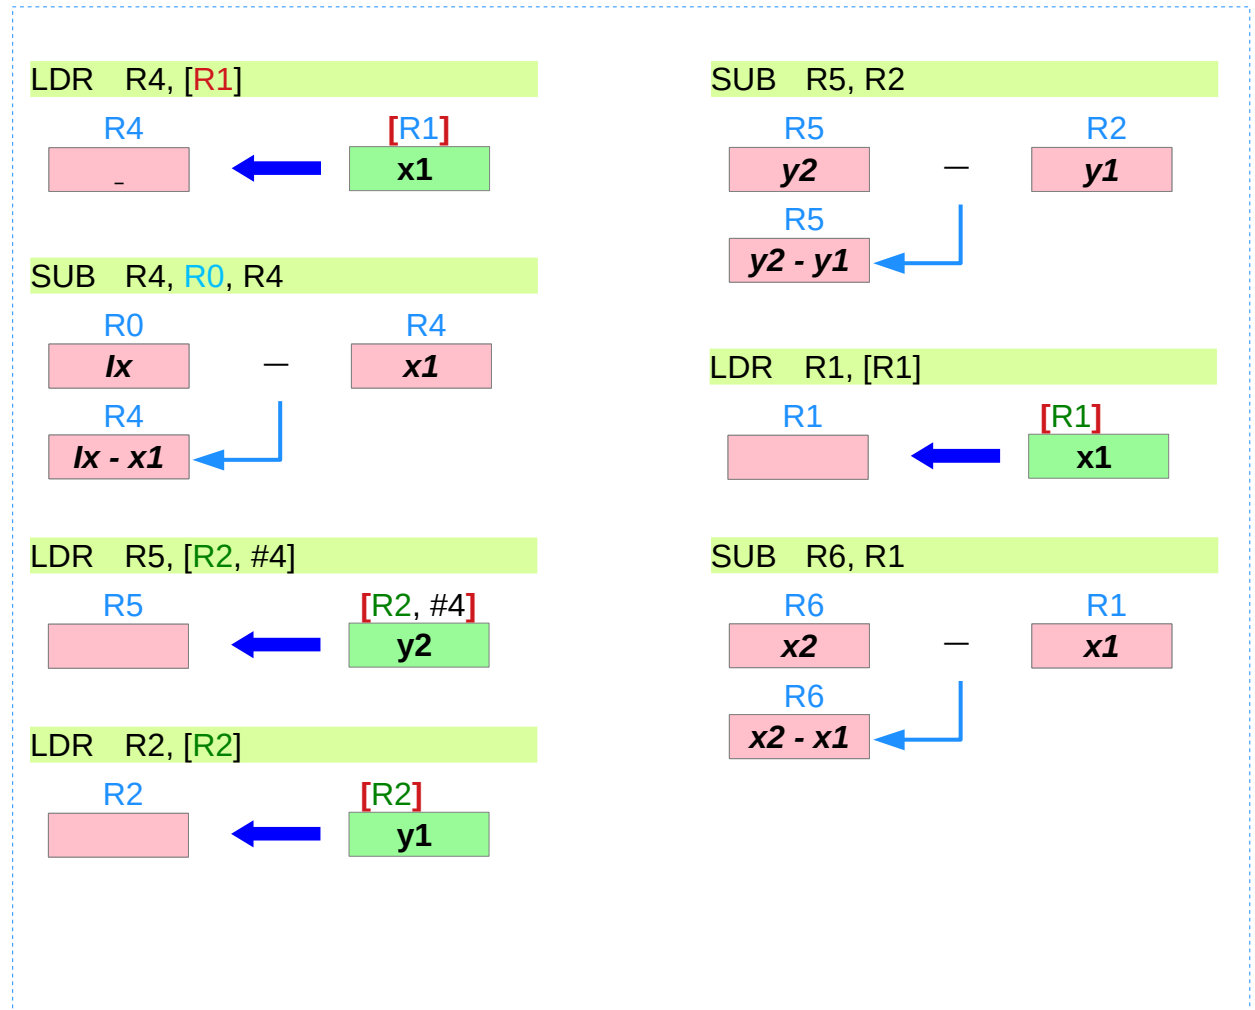 LDR R4, [R1]
R4 [R1]
_ x1
SUB R4, R0, R4
R0 R4
lx — x1
R4
lx - x1
LDR R5, [R2, #4]
R5 [R2, #4]
y2
LDR R2, [R2]
R2 [R2]
y1
SUB R5, R2
R5 R2
y2 — y1
R5
y2 - y1
LDR R1, [R1]
R1 [R1]
x1
SUB R6, R1
R6 R1
x2 — x1
R6
x2 - x1